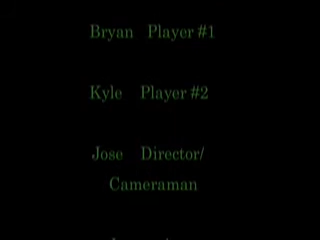 Bryan Player #1
Kyle Player #2
Jose Director/
Cameraman